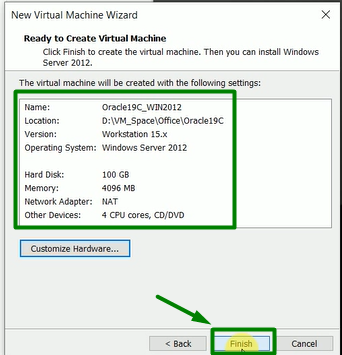 New Virtual Machine Wizard
Ready to Create Virtual Machine
Click Finish to create the virtual machine. Then you can install Windows
Server 2012.
The virtual machine will be created with the following settings:
Name: Oracle19C_WIN2012
Location: D:\VM_Space\Office\Oracle19C
Version: Workstation 15.x
Operating System: Windows Server 2012
Hard Disk: 100 GB
Memory: 4096 MB
Network Adapter: NAT
Other Devices: 4 CPU cores, CD/DVD
Customize Hardware...
< Back Finish Cancel